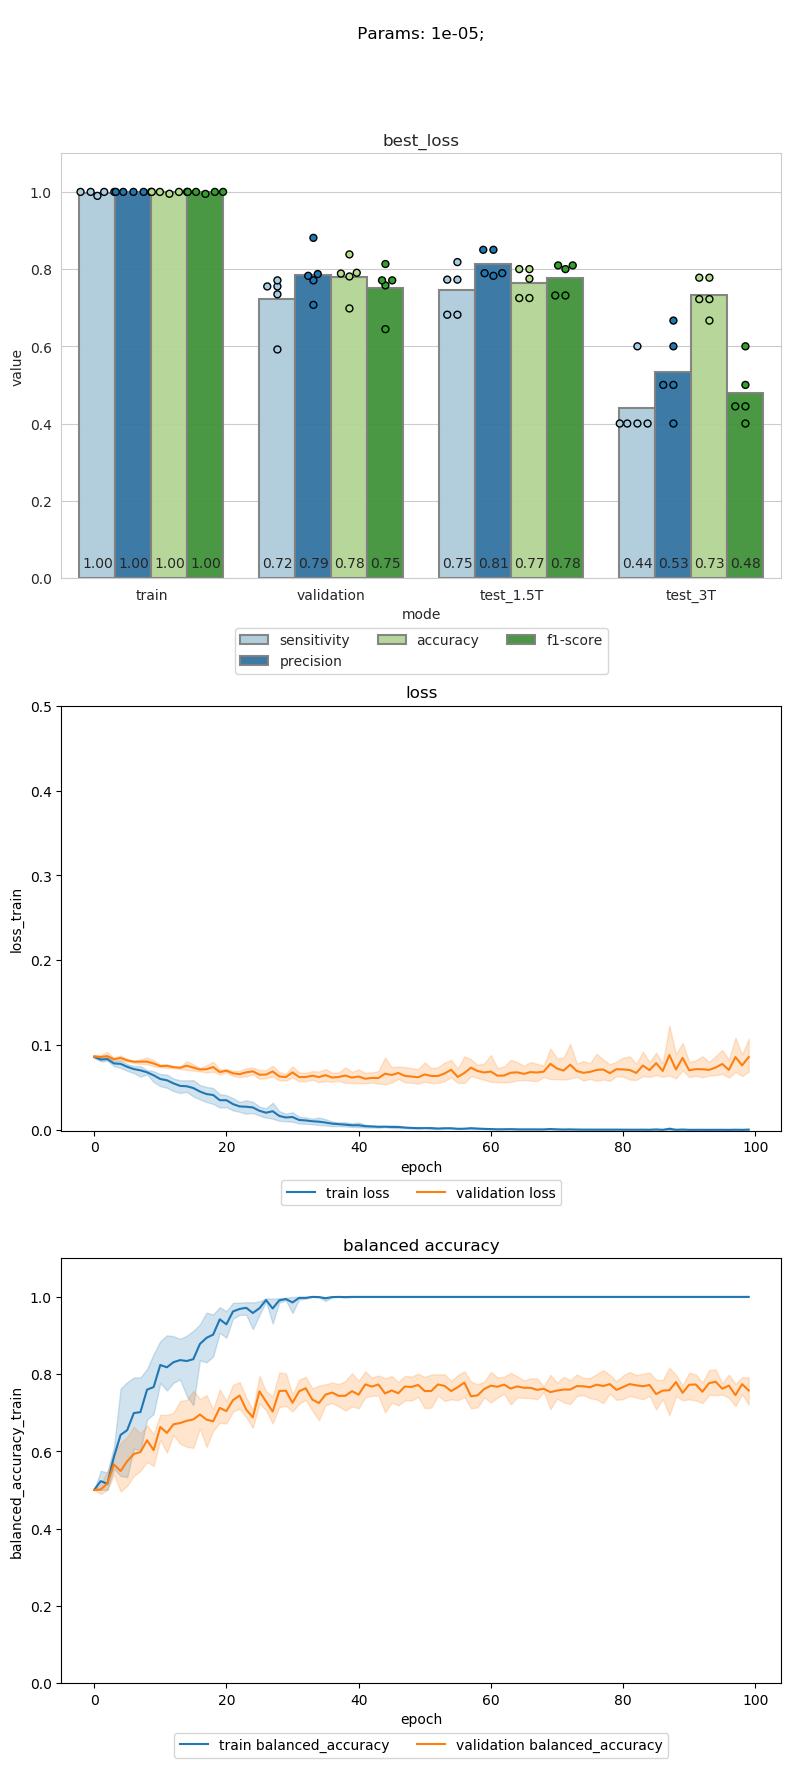 Params: 1e-05;
best_loss
1.0
0.8
0.6
0.4
0.2
0.0
value
1.00 1.00 1.00 1.00 0.72 0.79 0.78 0.75 0.75 0.81 0.77 0.78 0.44 0.53 0.73 0.48
train validation test_1.5T test_3T
mode
sensitivity accuracy f1-score
precision
loss
0.5
0.4
0.3
0.2
0.1
0.0
loss_train
0 20 40 60 80 100
epoch
train loss validation loss
balanced accuracy
1.0
0.8
0.6
0.4
0.2
0.0
balanced_accuracy_train
0 20 40 60 80 100
epoch
train balanced_accuracy validation balanced_accuracy